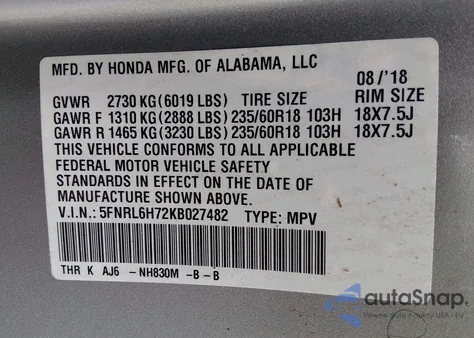 MFD. BY HONDA MFG. OF ALABAMA, LLC 08/'18
GVWR 2730 KG(6019 LBS) TIRE SIZE RIM SIZE
GAWR F 1310 KG(2888 LBS) 235/60R18 103H 18X7.5J
GAWR R 1465 KG(3230 LBS) 235/60R18 103H 18X7.5J
THIS VEHICLE CONFORMS TO ALL APPLICABLE
FEDERAL MOTOR VEHICLE SAFETY
STANDARDS IN EFFECT ON THE DATE OF
MANUFACTURE SHOWN ABOVE.
V.I.N.: 5FNRL6H72KB027482 TYPE: MPV
THR K AJ6 -NH830M -B -B
autoSnap.